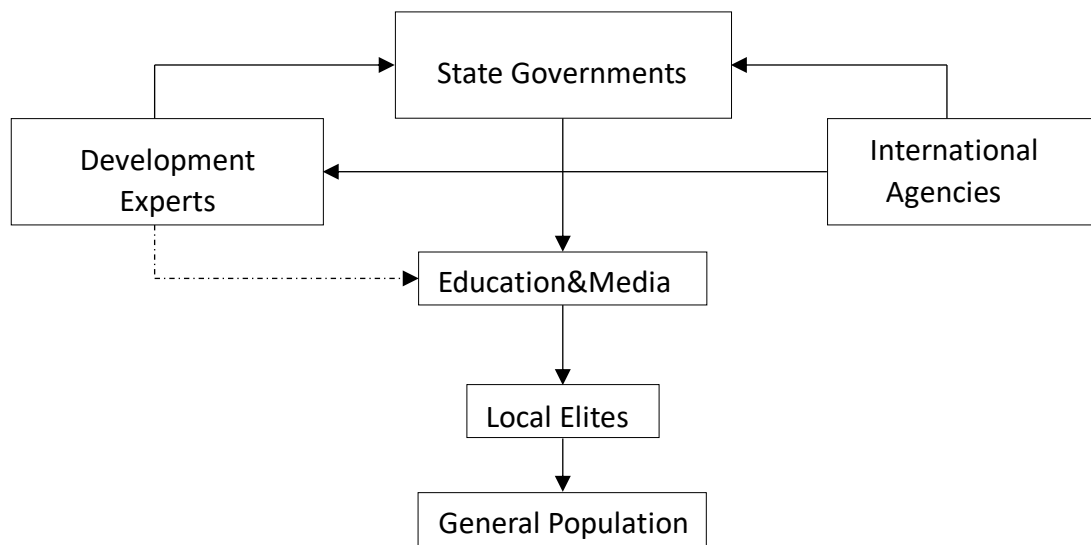 State Governments
Development
Experts
International
Agencies
Education&Media
Local Elites
General Population